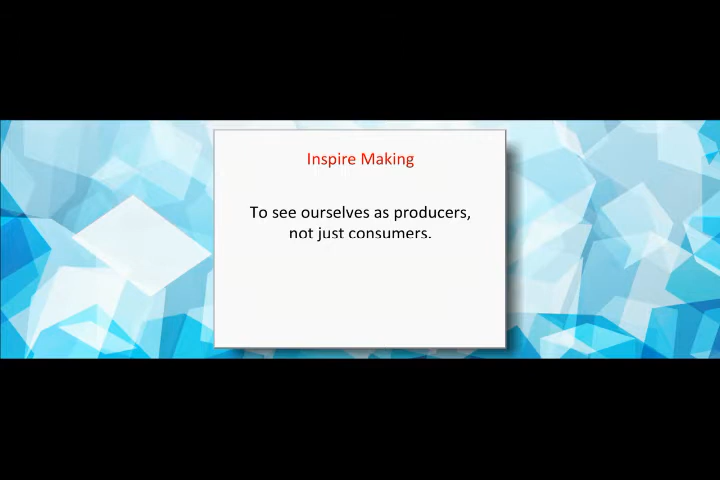 Inspire Making
To see ourselves as producers,
not just consumers.